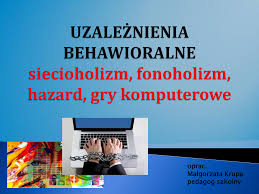 UZALEŻNIENIA
BEHAWIORALNE
siecioholizm, fonoholizm,
hazard, gry komputerowe
oprac.
Małgorzata Krupa
pedagog szkolny